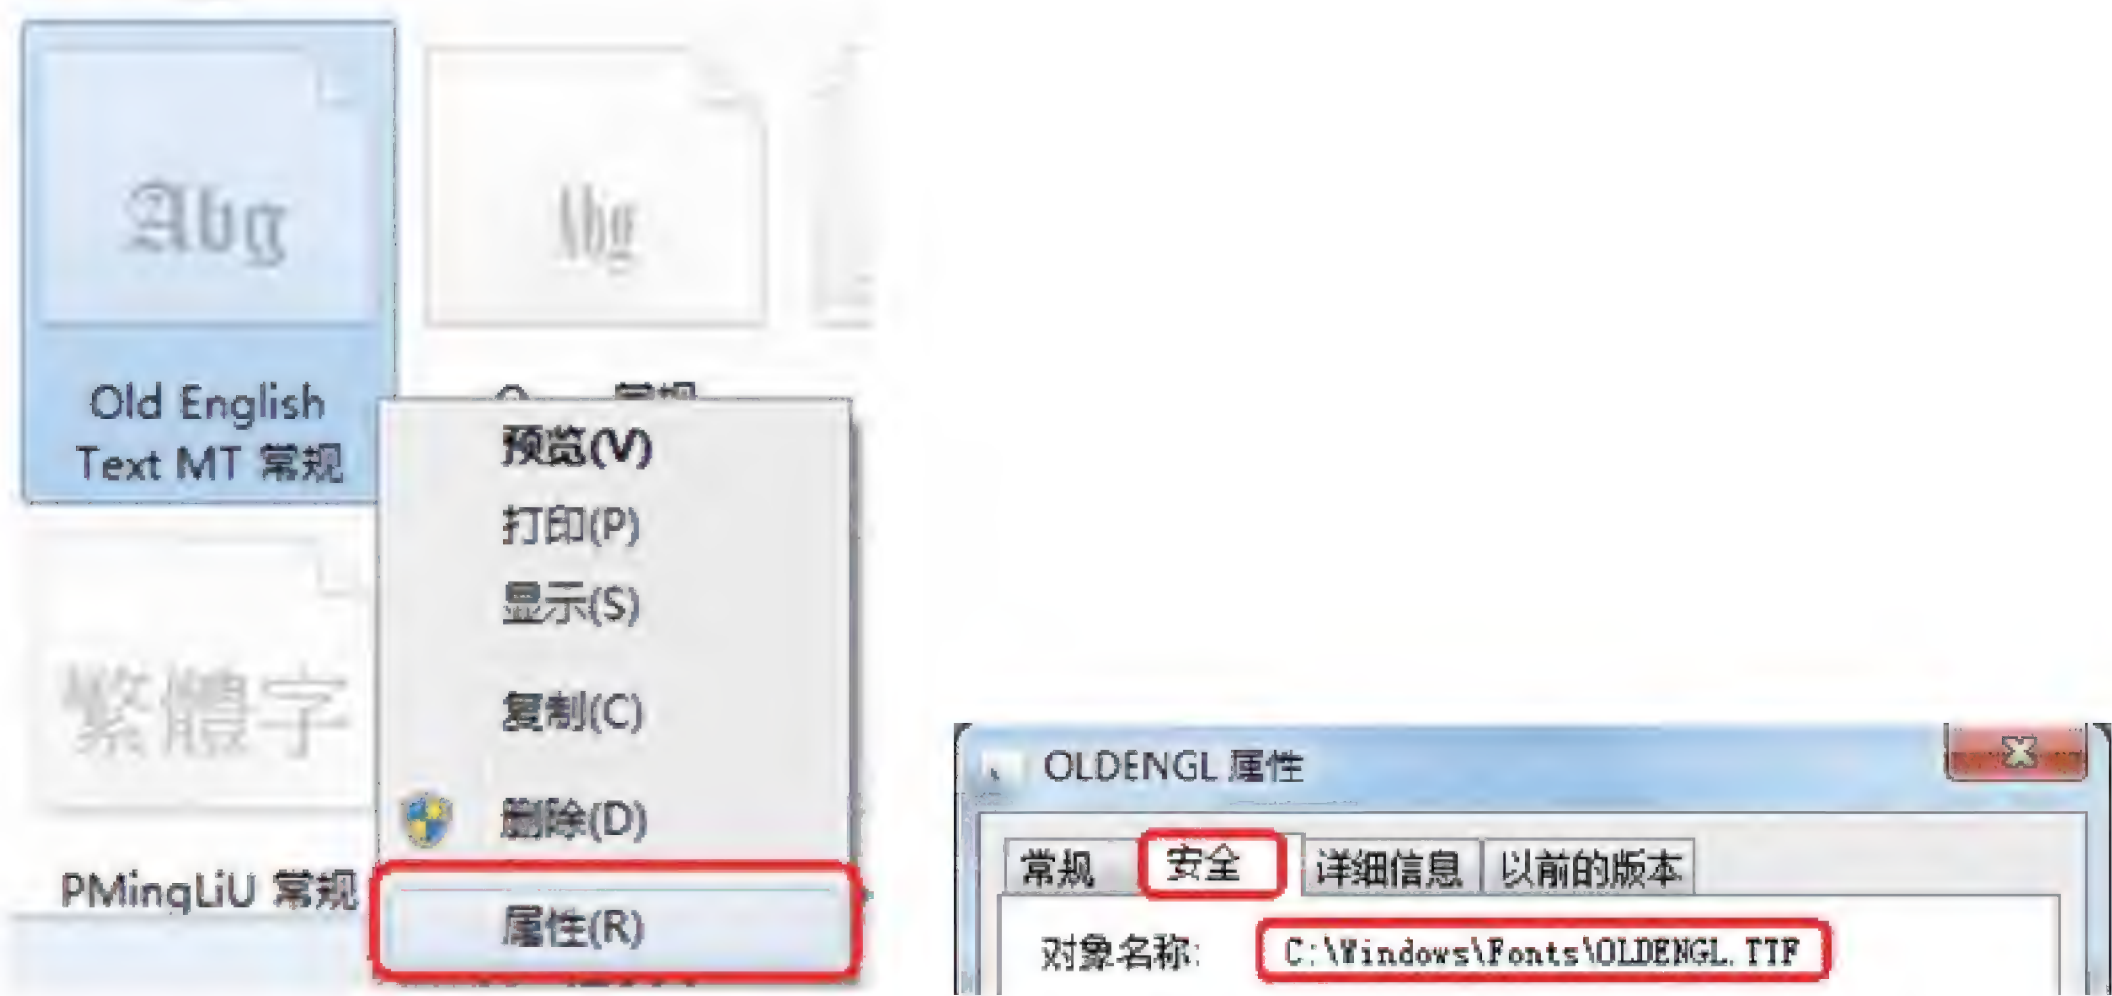 Abg
Abg
Old English
Text MT 常规
常规
预览(V)
打印(P)
显示(S)
复制(C)
删除(D)
属性(R)
繁體字
PMingLiU 常规
OLDENGL 属性
常规 安全 详细信息 以前的版本
对象名称: C:\Windows\Fonts\OLDENGL.TTF